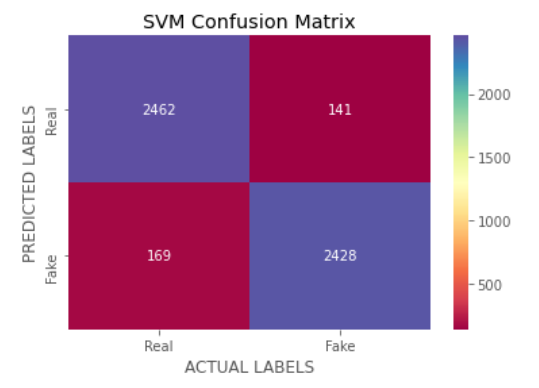 SVM Confusion Matrix
PREDICTED LABELS
Real
Fake
2462 141
169 2428
Real Fake
ACTUAL LABELS
2000
1500
1000
500